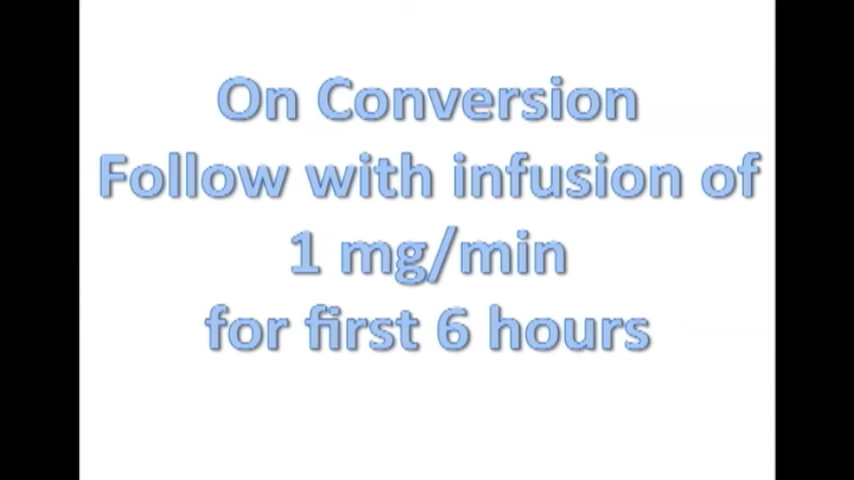 On Conversion
Follow with infusion of
1 mg/min
for first 6 hours